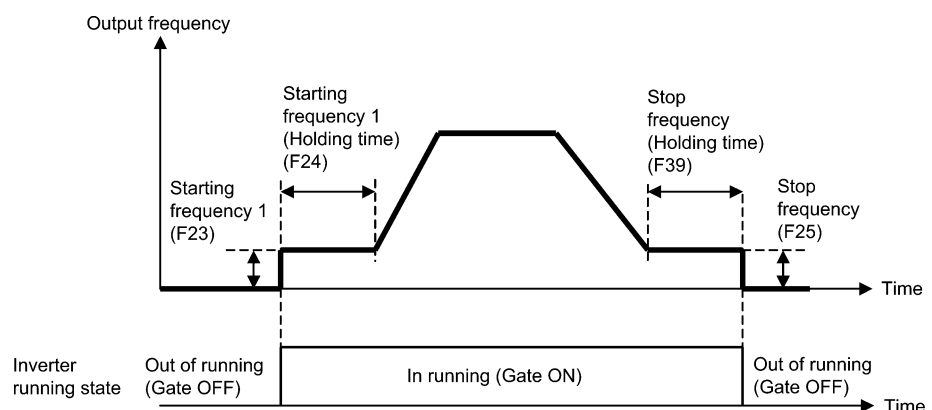 Output frequency
Starting
frequency 1
(Holding time)
(F24)
Stop
frequency
(Holding time)
(F39)
Starting
frequency 1
(F23)
Stop
frequency
(F25)
Time
Inverter
running state
Out of running
(Gate OFF)
In running (Gate ON)
Out of running
(Gate OFF)
Time